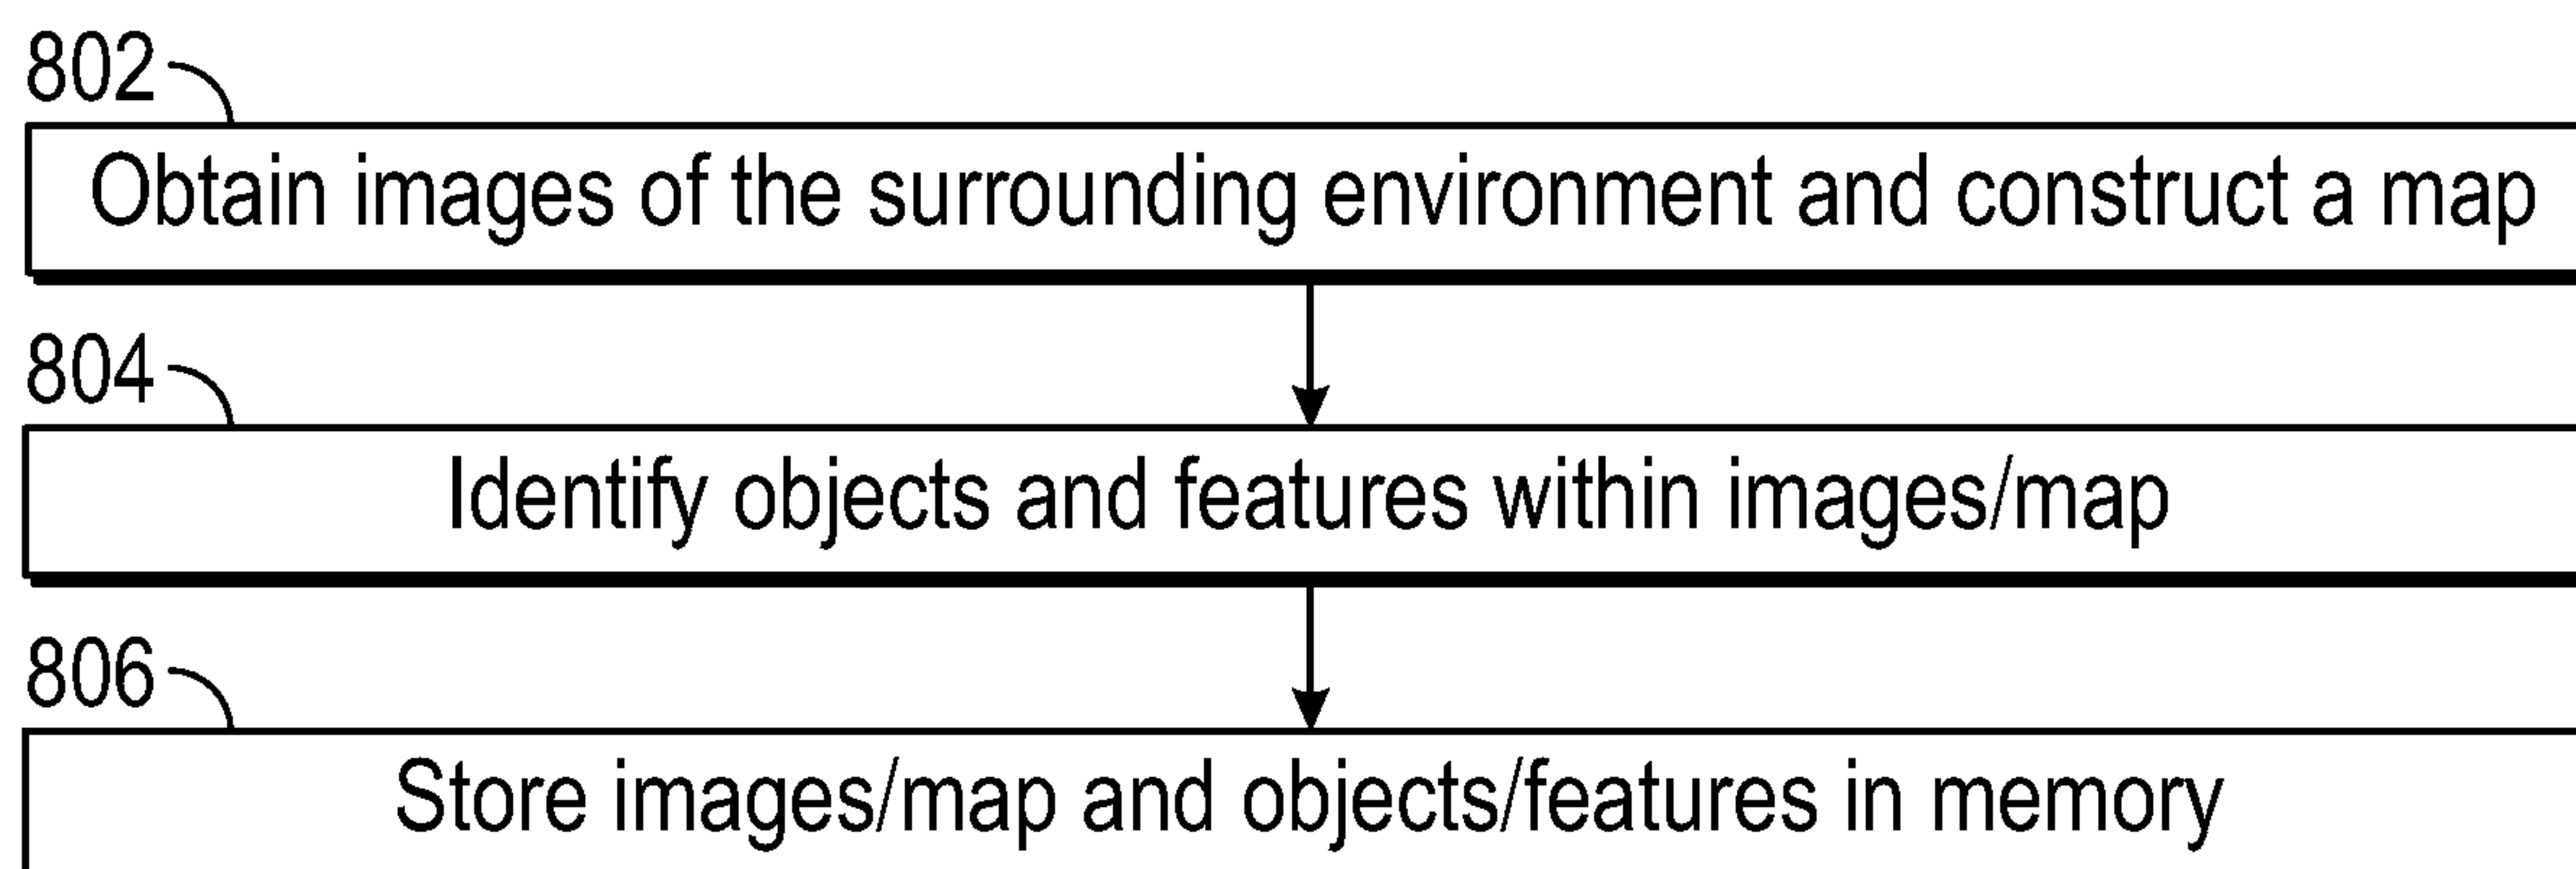 802
Obtain images of the surrounding environment and construct a map
804
Identify objects and features within images/map
806
Store images/map and objects/features in memory